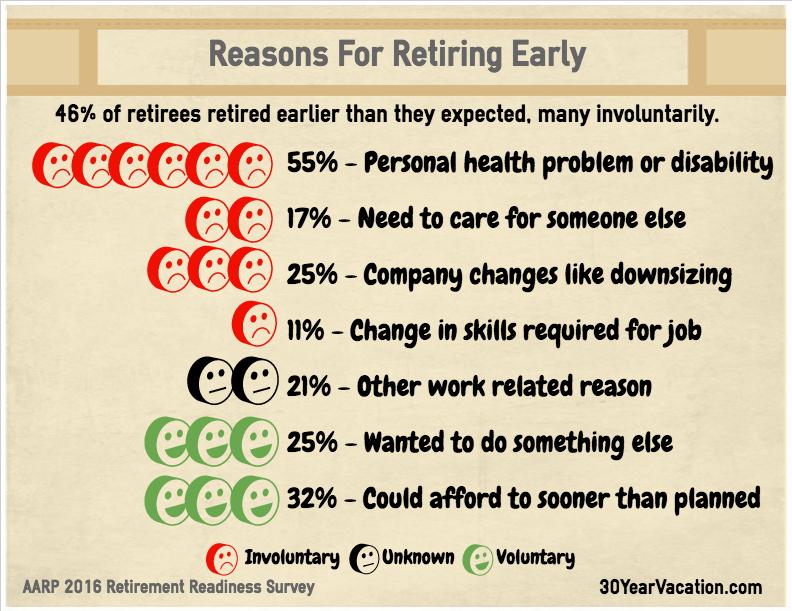 Reasons For Retiring Early
46% of retirees retired earlier than they expected, many involuntarily.
55% - Personal health problem or disability
17% - Need to care for someone else
25% - Company changes like downsizing
11% - Change in skills required for job
21% - Other work related reason
25% - Wanted to do something else
32% - Could afford to sooner than planned
Involuntary Unknown Voluntary
AARP 2016 Retirement Readiness Survey 30YearVacation.com